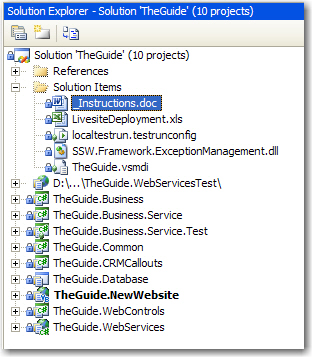 Solution Explorer - Solution 'TheGuide' (10 projects)
Solution 'TheGuide' (10 projects)
References
Solution Items
_Instructions.doc
LivesiteDeployment.xls
localtestrun.testrunconfig
SSW.Framework.ExceptionManagement.dll
TheGuide.vsmdi
D:\...\TheGuide.WebServicesTest\
TheGuide.Business
TheGuide.Business.Service
TheGuide.Business.Service.Test
TheGuide.Common
TheGuide.CRMCallouts
TheGuide.Database
TheGuide.NewWebsite
TheGuide.WebControls
TheGuide.WebServices